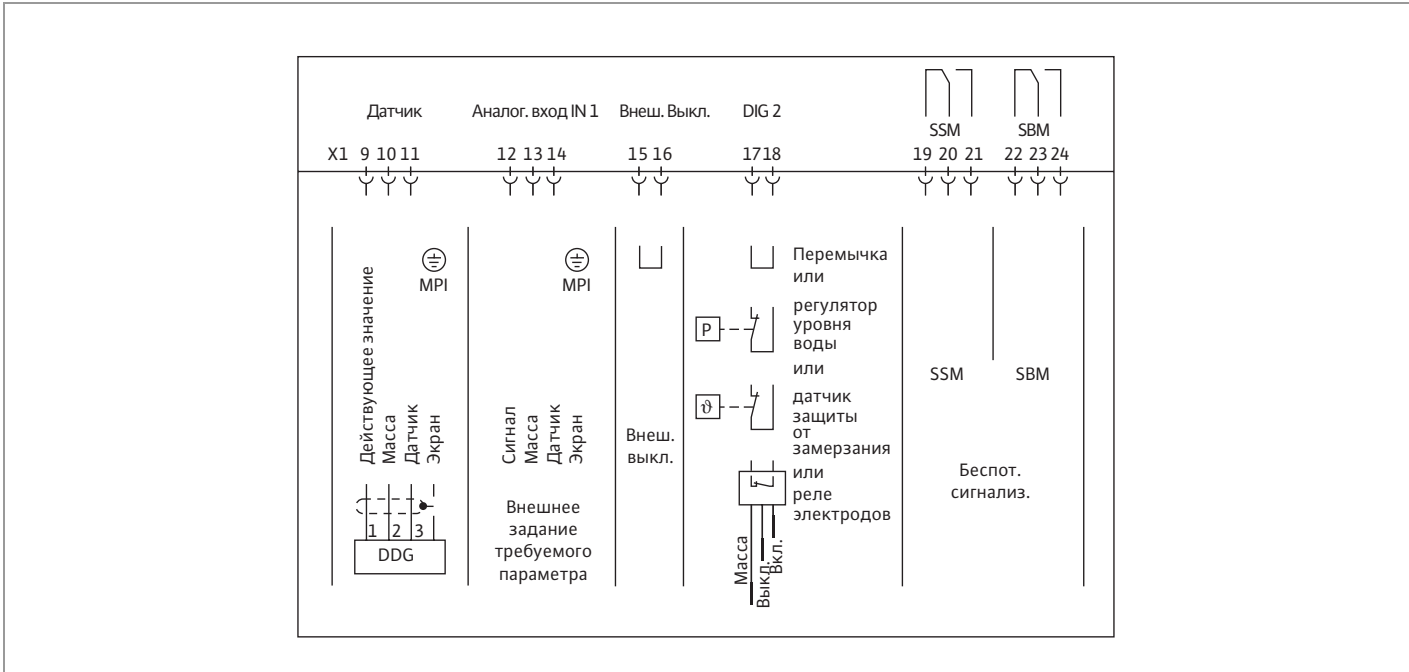 Датчик
Аналог. вход IN 1
Внеш. Выкл.
DIG 2
SSM
SBM
X1 9 10 11 12 13 14 15 16 17 18 19 20 21 22 23 24
Действующее значение
Масса
Датчик
Экран
MPI
1 2 3
DDG
Сигнал
Масса
Датчик
Экран
MPI
Внешнее
задание
требуемого
параметра
Внеш.
выкл.
Перемычка
или
P
регулятор
уровня
воды
или
ϑ
датчик
защиты
от
замерзания
или
реле
электродов
Масса
Выкл.
Вкл.
SSM
SBM
Беспот.
сигнализ.